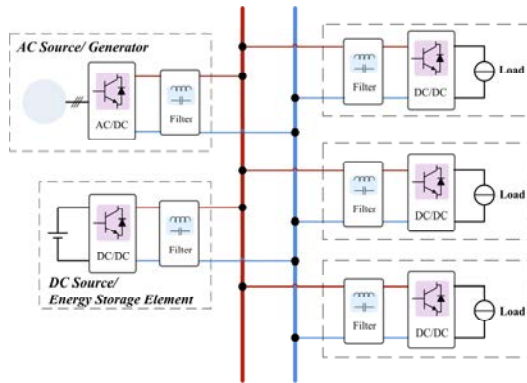 AC Source/ Generator
AC/DC
Filter
DC/DC
Filter
DC Source/
Energy Storage Element
Filter
DC/DC
Load
Filter
DC/DC
Load
Filter
DC/DC
Load